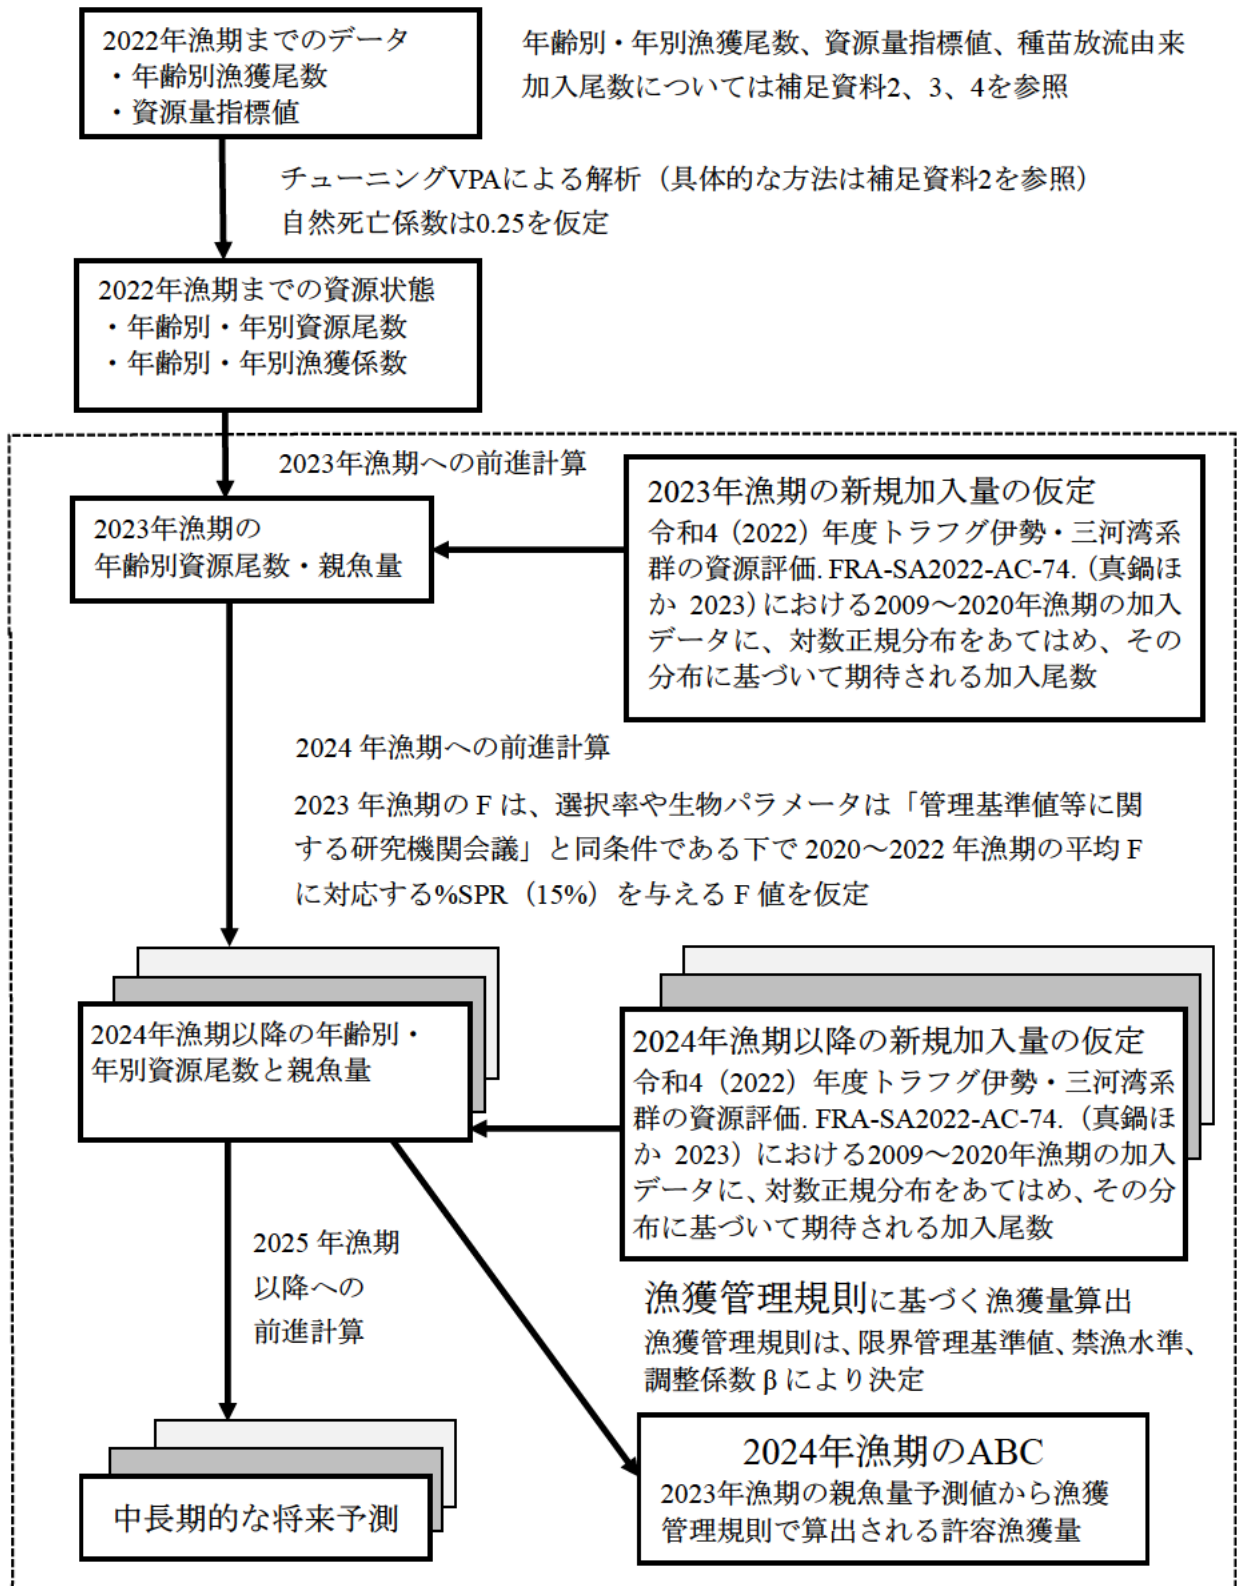 2022年漁期までのデータ
・年齢別漁獲尾数
・資源量指標値
年齢別・年別漁獲尾数、資源量指標値、種苗放流由来
加入尾数については補足資料2、3、4を参照
チューニングVPAによる解析（具体的な方法は補足資料2を参照）
自然死亡係数は0.25を仮定
2022年漁期までの資源状態
・年齢別・年別資源尾数
・年齢別・年別漁獲係数
2023年漁期への前進計算
2023年漁期の
年齢別資源尾数・親魚量
2023年漁期の新規加入量の仮定
令和4（2022）年度トラフグ伊勢・三河湾系
群の資源評価. FRA-SA2022-AC-74.（真鍋ほ
か 2023）における2009～2020年漁期の加入
データに、対数正規分布をあてはめ、その
分布に基づいて期待される加入尾数
2024 年漁期への前進計算
2023 年漁期の F は、選択率や生物パラメータは「管理基準値等に関
する研究機関会議」と同条件である下で 2020～2022 年漁期の平均 F
に対応する%SPR（15%）を与える F 値を仮定
2024年漁期以降の年齢別・
年別資源尾数と親魚量
2024年漁期以降の新規加入量の仮定
令和4（2022）年度トラフグ伊勢・三河湾系
群の資源評価. FRA-SA2022-AC-74.（真鍋ほ
か 2023）における2009～2020年漁期の加入
データに、対数正規分布をあてはめ、その分
布に基づいて期待される加入尾数
2025 年漁期
以降への
前進計算
漁獲管理規則に基づく漁獲量算出
漁獲管理規則は、限界管理基準値、禁漁水準、
調整係数 β により決定
中長期的な将来予測
2024年漁期のABC
2023年漁期の親魚量予測値から漁獲
管理規則で算出される許容漁獲量